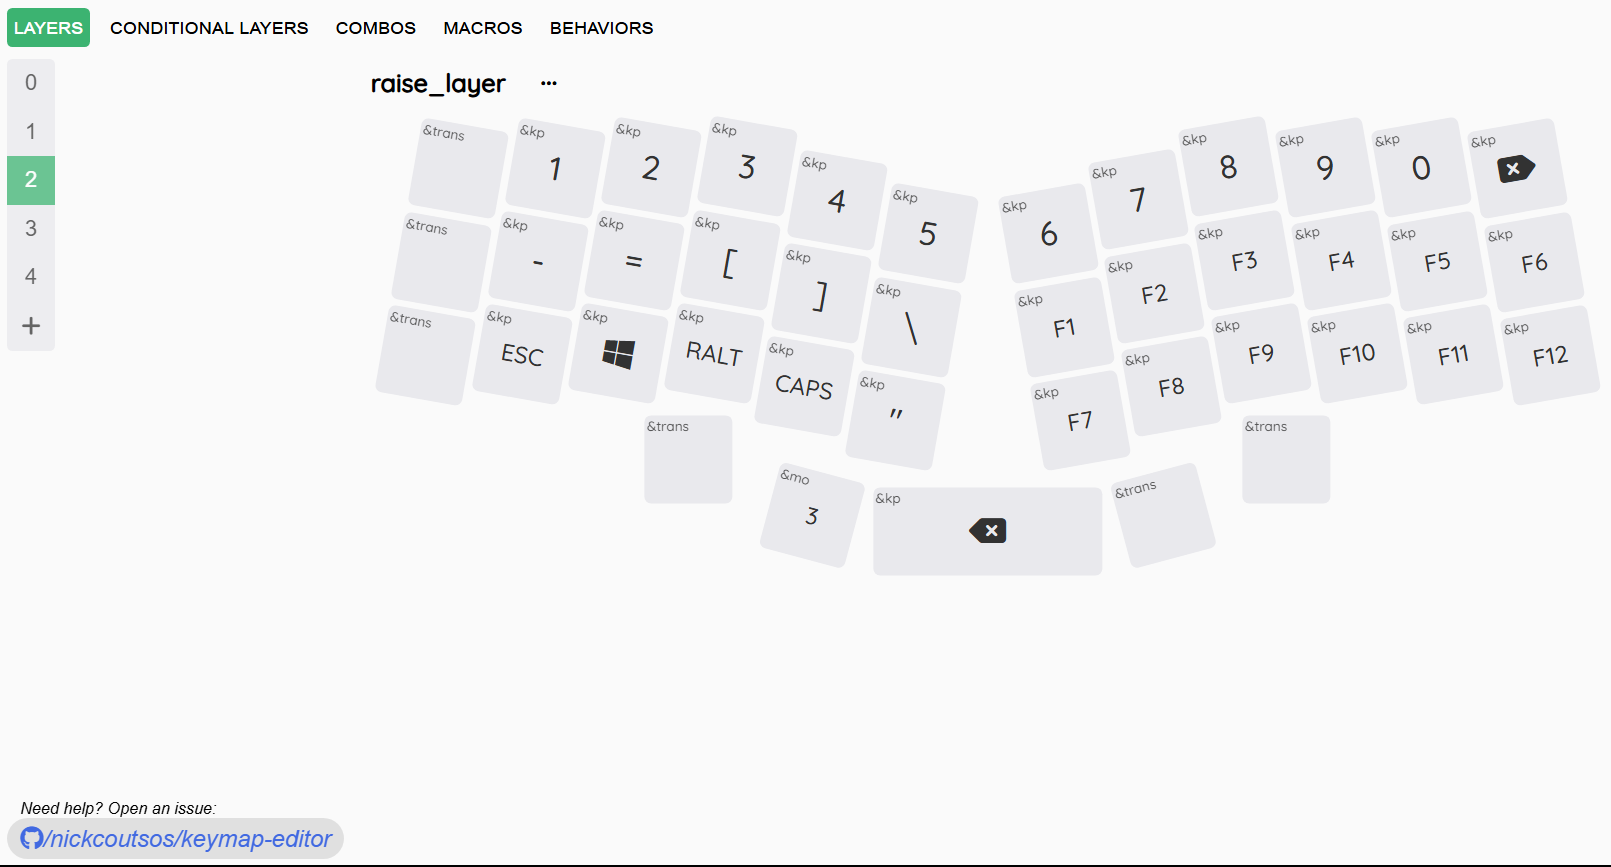 LAYERS CONDITIONAL LAYERS COMBOS MACROS BEHAVIORS
0
1
2
3
4
+
raise_layer ...
&trans &kp 1 &kp 2 &kp 3 &kp 4 &kp 5 &kp 6 &kp 7 &kp 8 &kp 9 &kp 0 &kp
&trans &kp - &kp = &kp [ &kp ] &kp \ &kp F1 &kp F2 &kp F3 &kp F4 &kp F5 &kp F6
&trans &kp ESC &kp &kp RALT &kp CAPS &kp " &kp F7 &kp F8 &kp F9 &kp F10 &kp F11 &kp F12
&trans &mo 3 &kp &trans &trans
Need help? Open an issue:
/nickcoutsos/keymap-editor